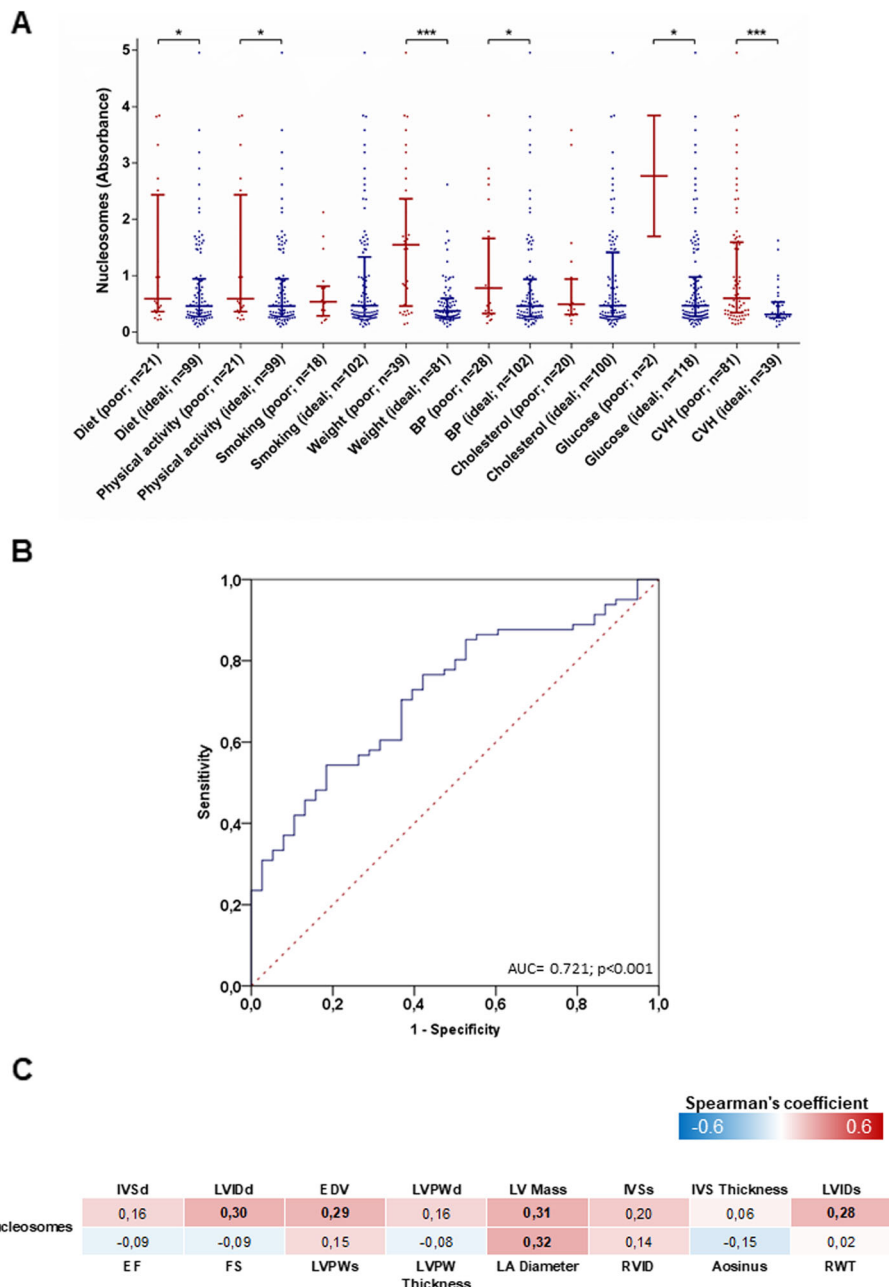 A
* * *** * * ***
Nucleosomes (Absorbance)
5
4
3
2
1
0
Diet (poor; n=21)
Diet (ideal; n=99)
Physical activity (poor; n=21)
Physical activity (ideal; n=99)
Smoking (poor; n=18)
Smoking (ideal; n=102)
Weight (poor; n=39)
Weight (ideal; n=81)
BP (poor; n=28)
BP (ideal; n=102)
Cholesterol (poor; n=20)
Cholesterol (ideal; n=100)
Glucose (poor; n=2)
Glucose (ideal; n=118)
CVH (poor; n=81)
CVH (ideal; n=39)
B
Sensitivity
1,0
0,8
0,6
0,4
0,2
0,0
AUC= 0.721; p<0.001
0,0 0,2 0,4 0,6 0,8 1,0
1 - Specificity
C
Spearman's coefficient
-0.6 0.6
IVSd LVIDd EDV LVPWd LV Mass IVSs IVS Thickness LVIDs
0,16 0,30 0,29 0,16 0,31 0,20 0,06 0,28
ucleosomes
-0,09 -0,09 0,15 -0,08 0,32 0,14 -0,15 0,02
EF FS LVPWs LVPW Thickness LA Diameter RVID Aosinus RWT